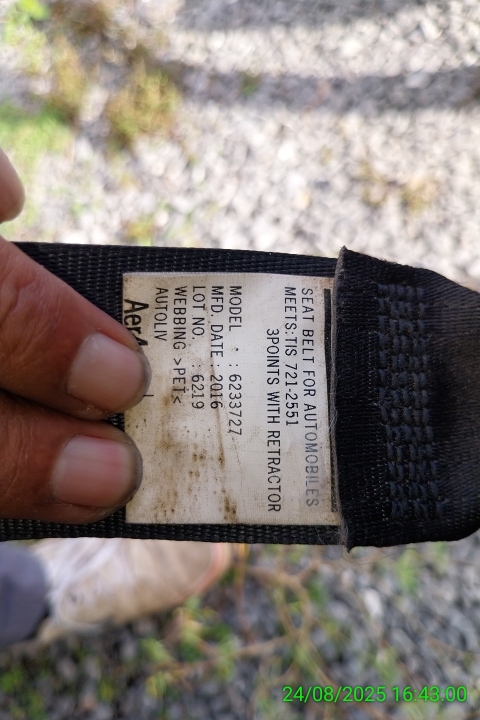 SEAT BELT FOR AUTOMOBILES
MEETS:TIS 721-2551
3POINTS WITH RETRACTOR
MODEL : 6233727
MFD. DATE : 2016
LOT NO. : 6219
WEBBING >PET<
AUTOLIV
24/08/2025 16:43:00